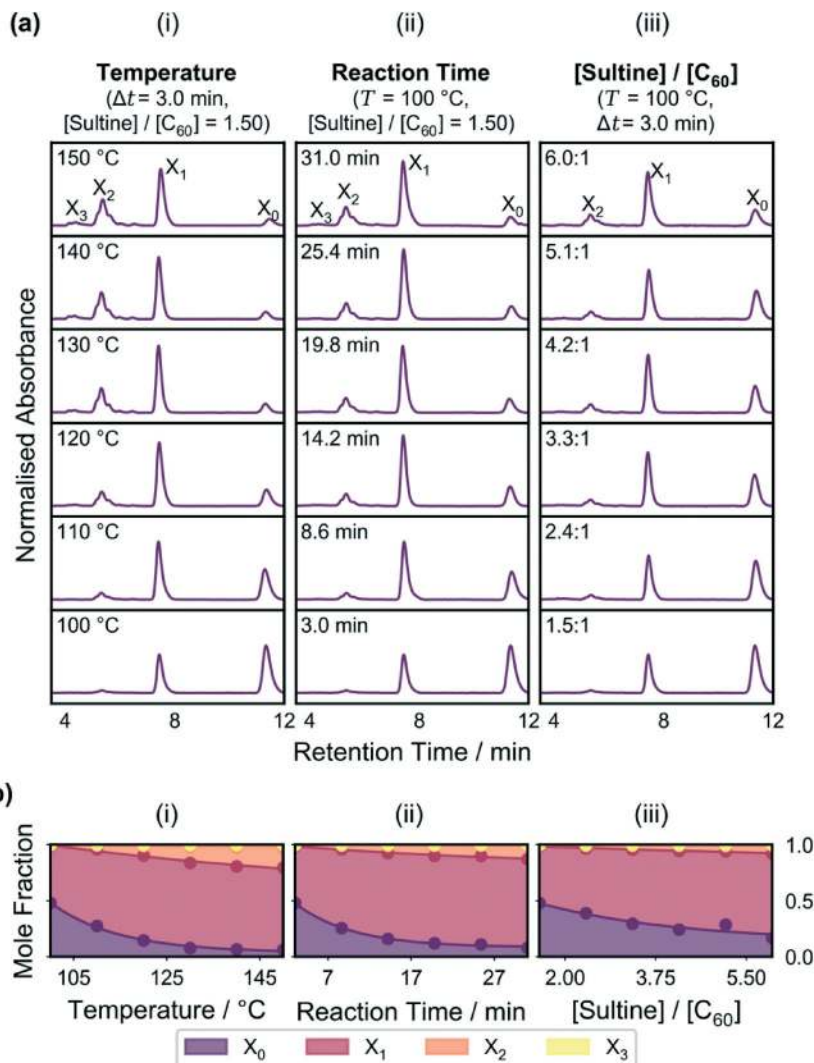 (a)
(i) (ii) (iii)
Temperature Reaction Time [Sultine] / [C₆₀]
(Δt = 3.0 min, (T = 100 °C, (T = 100 °C,
[Sultine] / [C₆₀] = 1.50) [Sultine] / [C₆₀] = 1.50) Δt = 3.0 min)
150 °C 31.0 min 6.0:1
X₃ X₂ X₁ X₀ X₃ X₂ X₁ X₀ X₂ X₁ X₀
140 °C 25.4 min 5.1:1
130 °C 19.8 min 4.2:1
120 °C 14.2 min 3.3:1
110 °C 8.6 min 2.4:1
100 °C 3.0 min 1.5:1
Normalised Absorbance
4 8 12 4 8 12 4 8 12
Retention Time / min
)
(i) (ii) (iii)
Mole Fraction
1.0
0.5
0.0
105 125 145 7 17 27 2.00 3.75 5.50
Temperature / °C Reaction Time / min [Sultine] / [C₆₀]
X₀ X₁ X₂ X₃